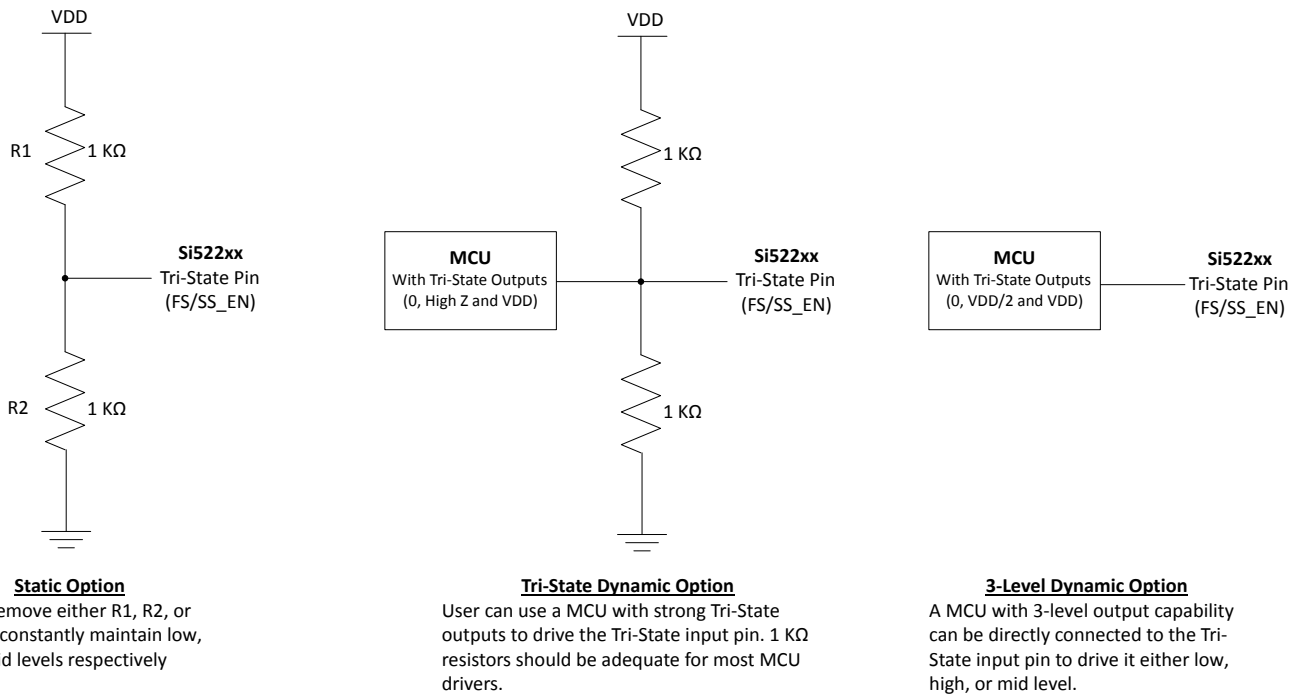 VDD
R1
1 KΩ
Si522xx
Tri-State Pin
(FS/SS_EN)
R2
1 KΩ
Static Option
emove either R1, R2, or
constantly maintain low,
id levels respectively
VDD
1 KΩ
MCU
With Tri-State Outputs
(0, High Z and VDD)
Si522xx
Tri-State Pin
(FS/SS_EN)
1 KΩ
Tri-State Dynamic Option
User can use a MCU with strong Tri-State
outputs to drive the Tri-State input pin. 1 KΩ
resistors should be adequate for most MCU
drivers.
MCU
With Tri-State Outputs
(0, VDD/2 and VDD)
Si522xx
Tri-State Pin
(FS/SS_EN)
3-Level Dynamic Option
A MCU with 3-level output capability
can be directly connected to the Tri-
State input pin to drive it either low,
high, or mid level.